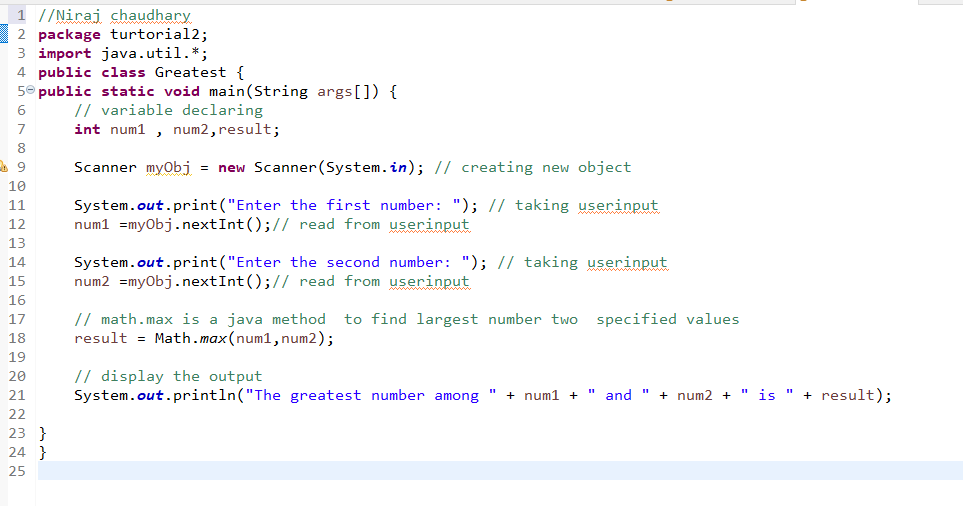 1 //Niraj chaudhary
2 package turtorial2;
3 import java.util.*;
4 public class Greatest {
5 public static void main(String args[]) {
6     // variable declaring
7     int num1 , num2,result;
8
9     Scanner myObj = new Scanner(System.in); // creating new object
10
11     System.out.print("Enter the first number: "); // taking userinput
12     num1 =myObj.nextInt();// read from userinput
13
14     System.out.print("Enter the second number: "); // taking userinput
15     num2 =myObj.nextInt();// read from userinput
16
17     // math.max is a java method  to find largest number two  specified values
18     result = Math.max(num1,num2);
19
20     // display the output
21     System.out.println("The greatest number among " + num1 + " and " + num2 + " is " + result);
22
23 }
24 }
25